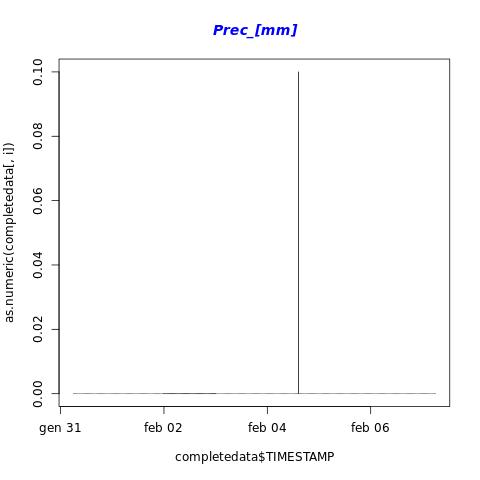 Prec_[mm]
as.numeric(completedata[, i])
0.10
0.08
0.06
0.04
0.02
0.00
gen 31
feb 02
feb 04
feb 06
completedata$TIMESTAMP